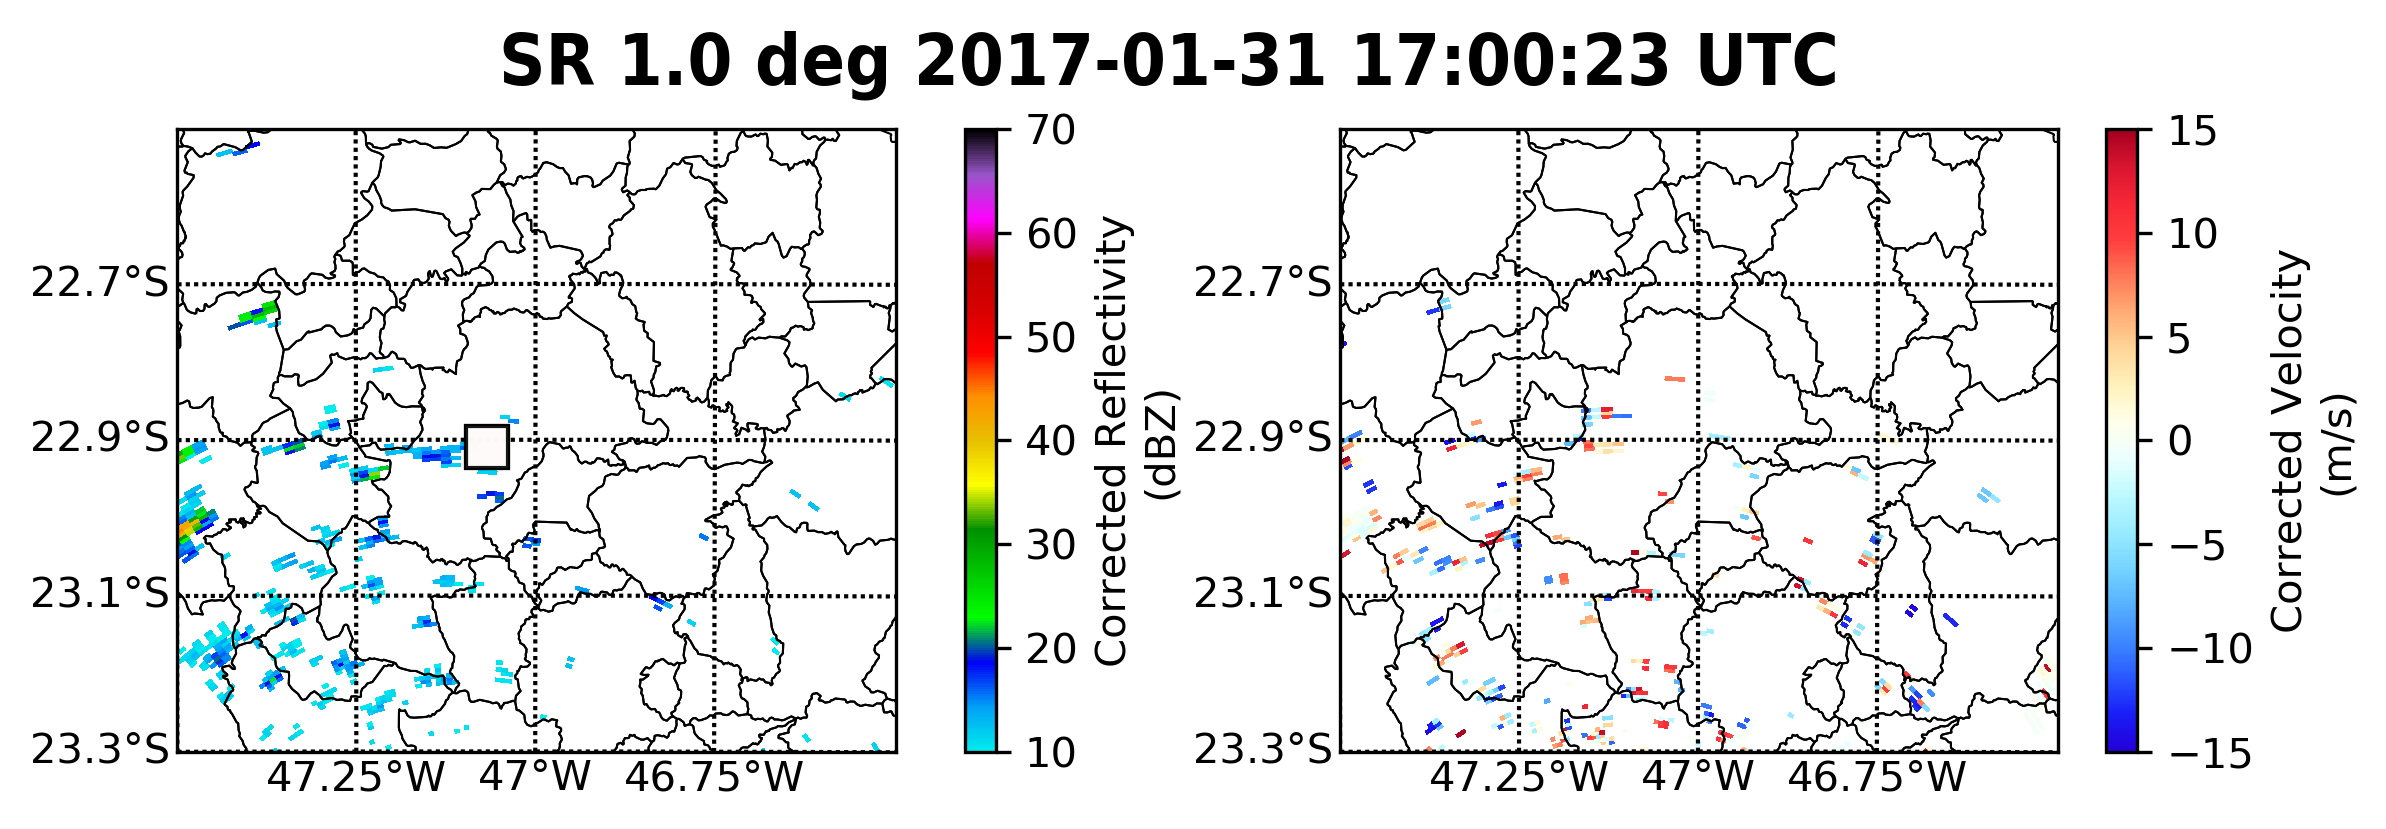 SR 1.0 deg 2017-01-31 17:00:23 UTC
22.7°S
22.9°S
23.1°S
23.3°S
47.25°W
47°W
46.75°W
70
60
50
40
30
20
10
Corrected Reflectivity
(dBZ)
22.7°S
22.9°S
23.1°S
23.3°S
47.25°W
47°W
46.75°W
15
10
5
0
−5
−10
−15
Corrected Velocity
(m/s)